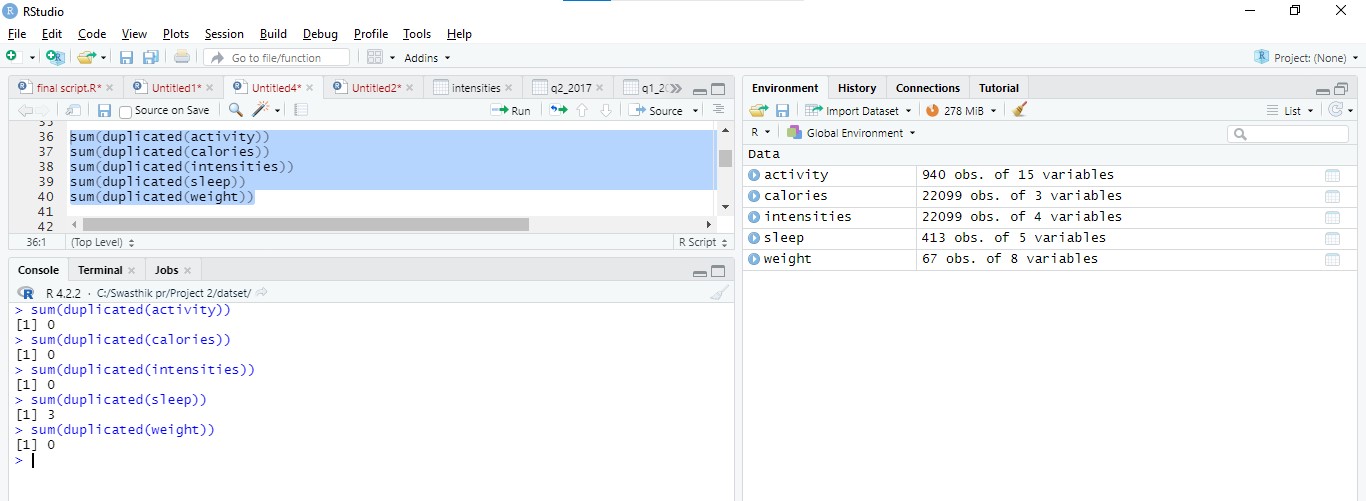 RStudio
File Edit Code View Plots Session Build Debug Profile Tools Help
Go to file/function Addins Project: (None)
final script.R* Untitled1* Untitled4* Untitled2* intensities q2_2017
Source on Save Run Source
36 sum(duplicated(activity))
37 sum(duplicated(calories))
38 sum(duplicated(intensities))
39 sum(duplicated(sleep))
40 sum(duplicated(weight))
41
42
36:1 (Top Level) R Script
Console Terminal Jobs
R 4.2.2 · C:/Swasthik pr/Project 2/datset/
> sum(duplicated(activity))
[1] 0
> sum(duplicated(calories))
[1] 0
> sum(duplicated(intensities))
[1] 0
> sum(duplicated(sleep))
[1] 3
> sum(duplicated(weight))
[1] 0
>
Environment History Connections Tutorial
Import Dataset 278 MiB List
R Global Environment
Data
activity 940 obs. of 15 variables
calories 22099 obs. of 3 variables
intensities 22099 obs. of 4 variables
sleep 413 obs. of 5 variables
weight 67 obs. of 8 variables